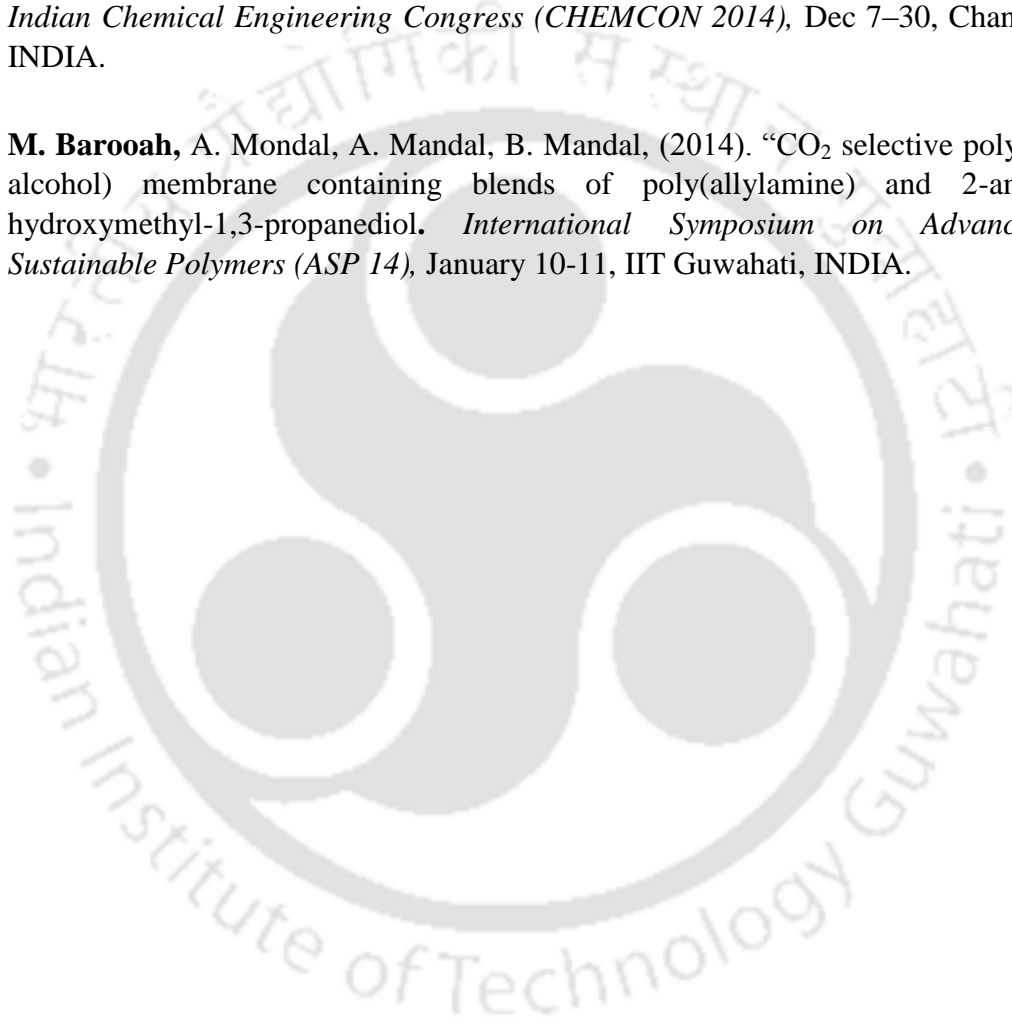 Indian Chemical Engineering Congress (CHEMCON 2014), Dec 7–30, Chan
INDIA.
M. Barooah, A. Mondal, A. Mandal, B. Mandal, (2014). “CO₂ selective poly
alcohol) membrane containing blends of poly(allylamine) and 2-am
hydroxymethyl-1,3-propanediol. International Symposium on Advanc
Sustainable Polymers (ASP 14), January 10-11, IIT Guwahati, INDIA.
भारतीय प्रौद्योगिकी संस्थान गुवाहाटी
Indian Institute of Technology Guwahati